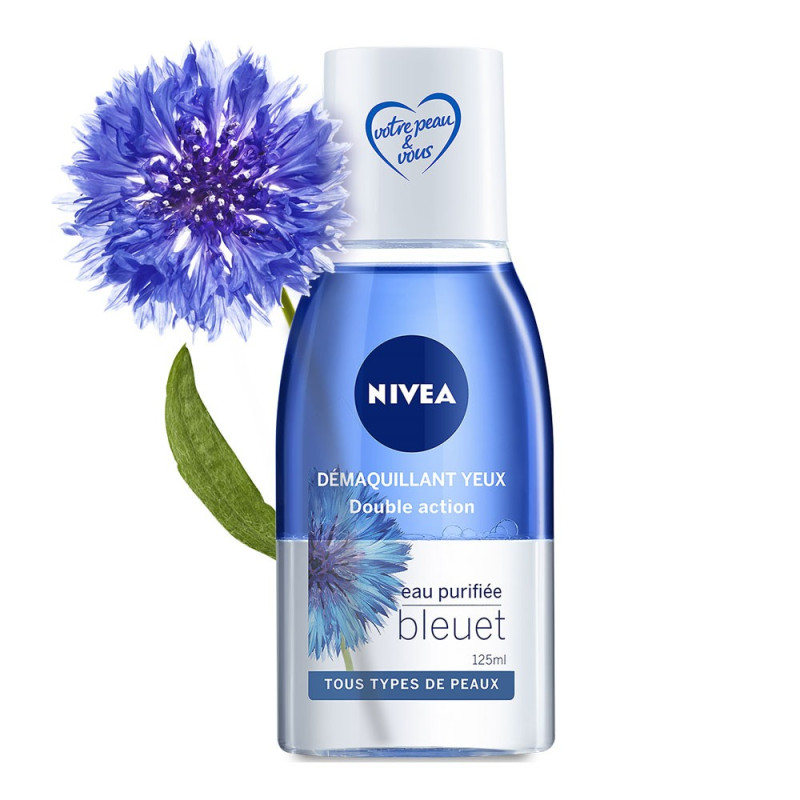 votre peau
&
vous
NIVEA
DÉMAQUILLANT YEUX
Double action
eau purifiée
bleuet
125ml
TOUS TYPES DE PEAUX